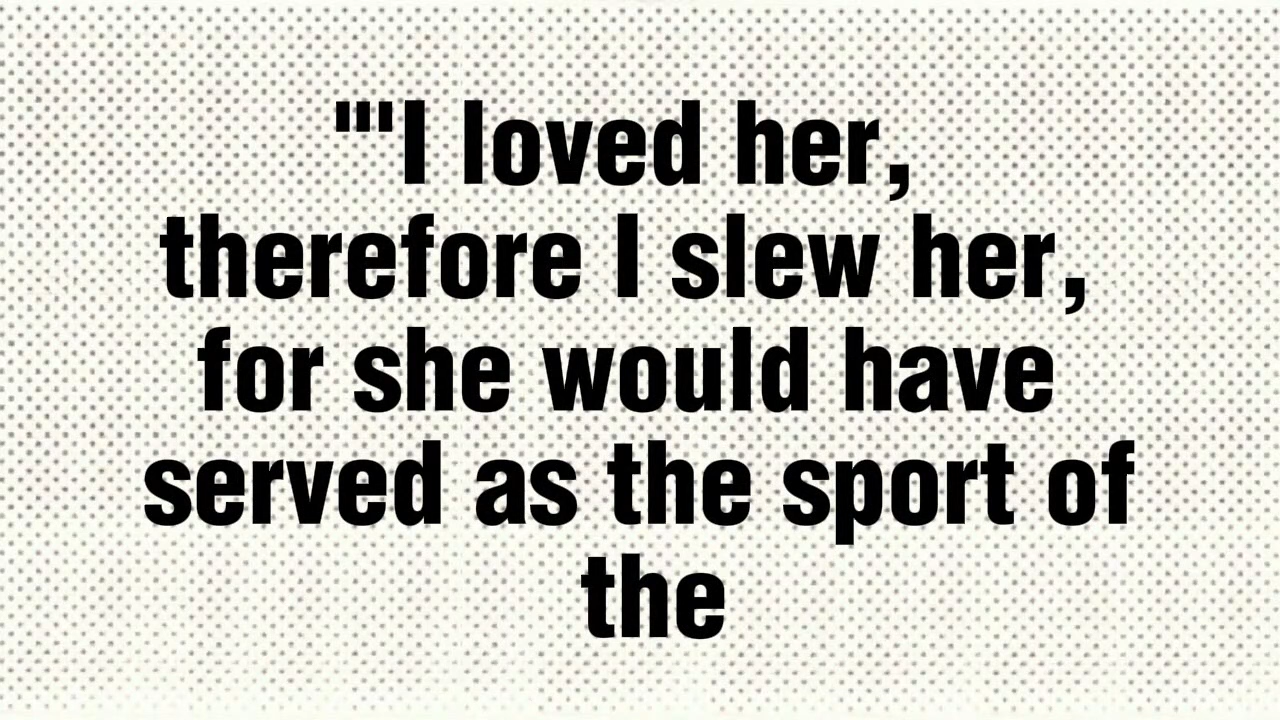 "'I loved her,
therefore I slew her,
for she would have
served as the sport of
the